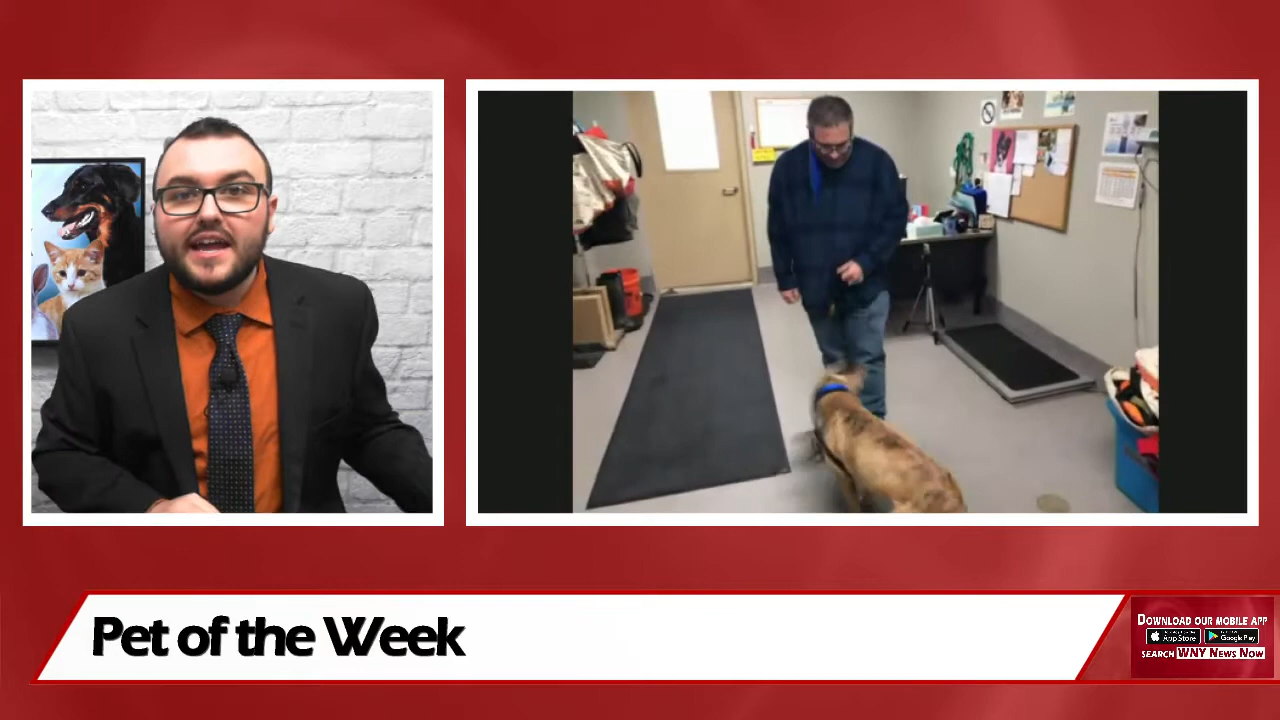 Pet of the Week
DOWNLOAD OUR MOBILE APP
App Store
Google Play
SEARCH WNY NEWS NOW